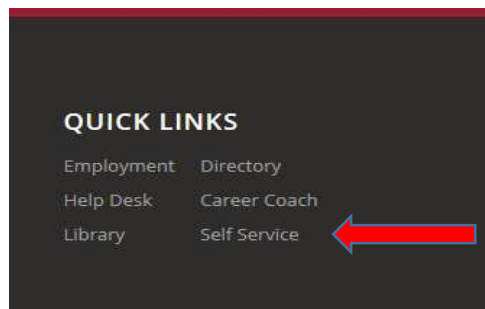 QUICK LINKS
Employment Directory
Help Desk Career Coach
Library Self Service